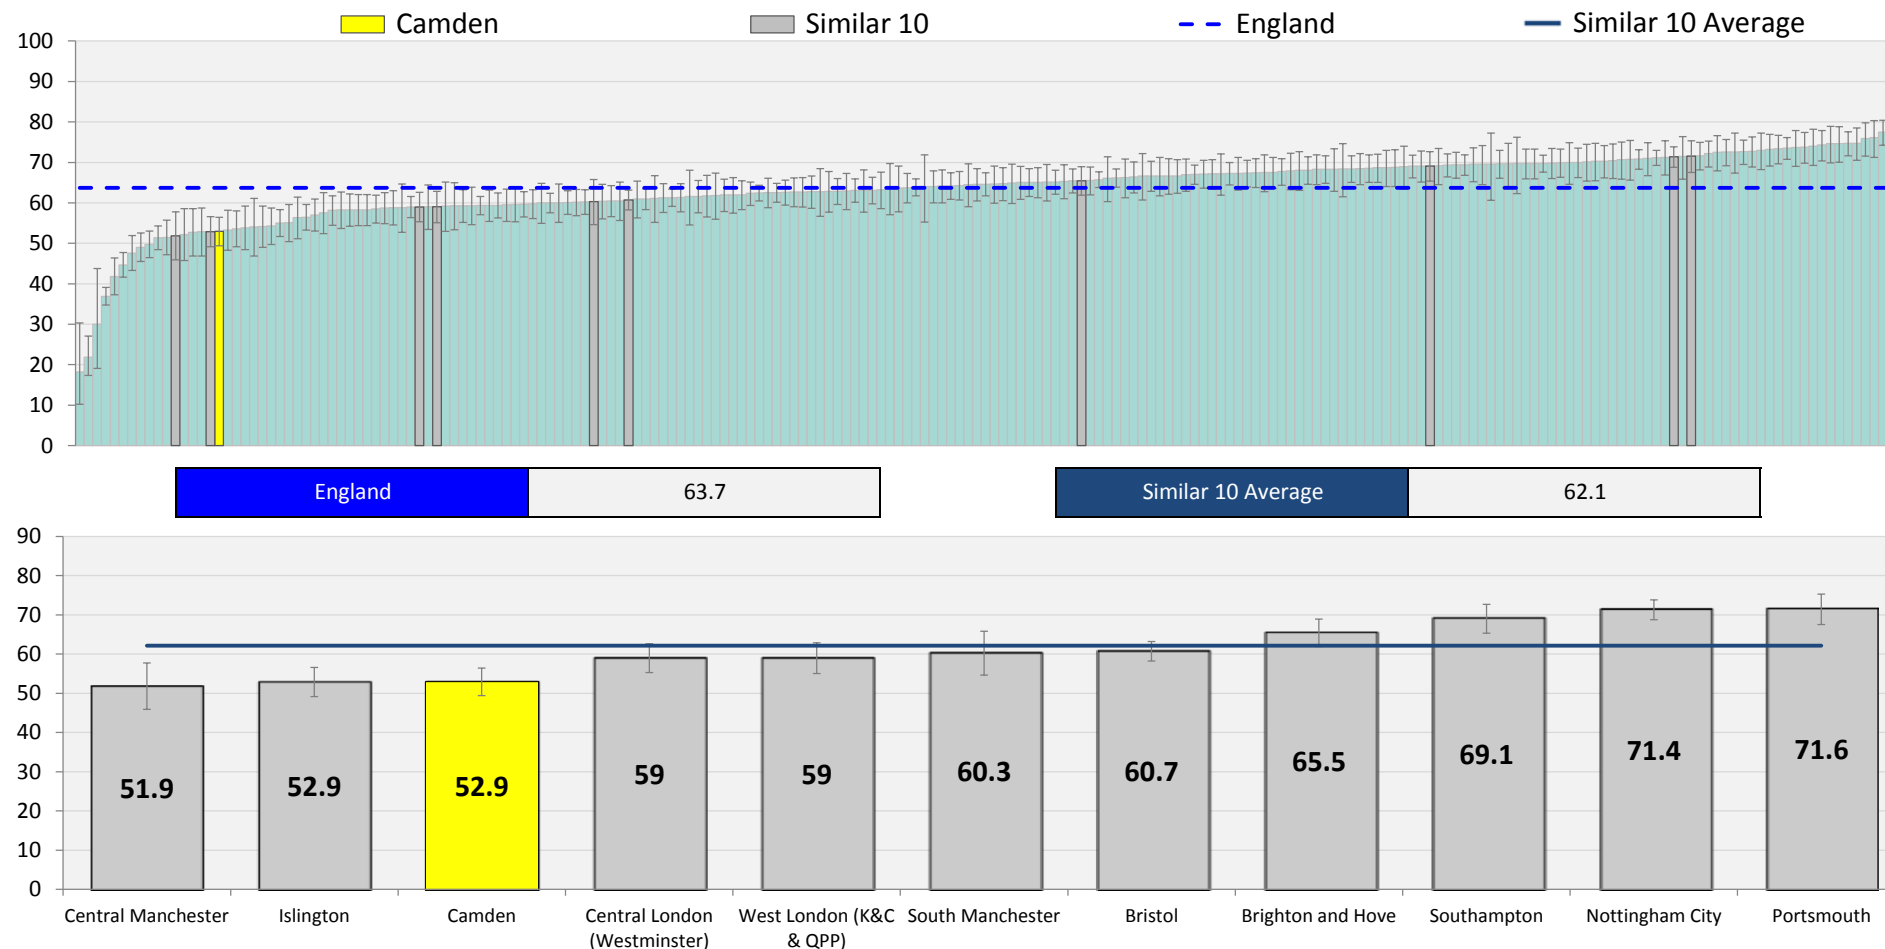 Camden
Similar 10
England
Similar 10 Average
100
90
80
70
60
50
40
30
20
10
0
England
63.7
Similar 10 Average
62.1
90
80
70
60
50
40
30
20
10
0
51.9
52.9
52.9
59
59
60.3
60.7
65.5
69.1
71.4
71.6
Central Manchester
Islington
Camden
Central London
(Westminster)
West London (K&C
& QPP)
South Manchester
Bristol
Brighton and Hove
Southampton
Nottingham City
Portsmouth